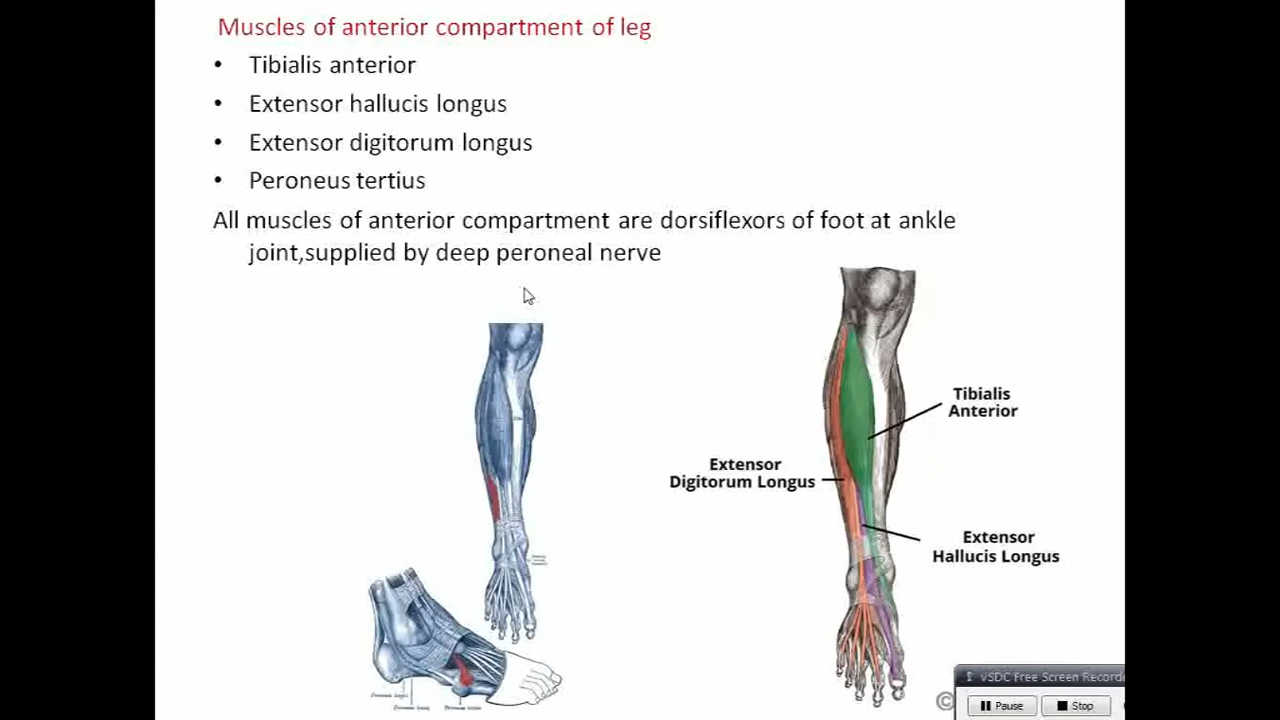 Muscles of anterior compartment of leg
• Tibialis anterior
• Extensor hallucis longus
• Extensor digitorum longus
• Peroneus tertius
All muscles of anterior compartment are dorsiflexors of foot at ankle
joint,supplied by deep peroneal nerve
Tibialis
Anterior
Extensor
Digitorum Longus
Extensor
Hallucis Longus
©
VSDC Free Screen Recorde
Pause
Stop